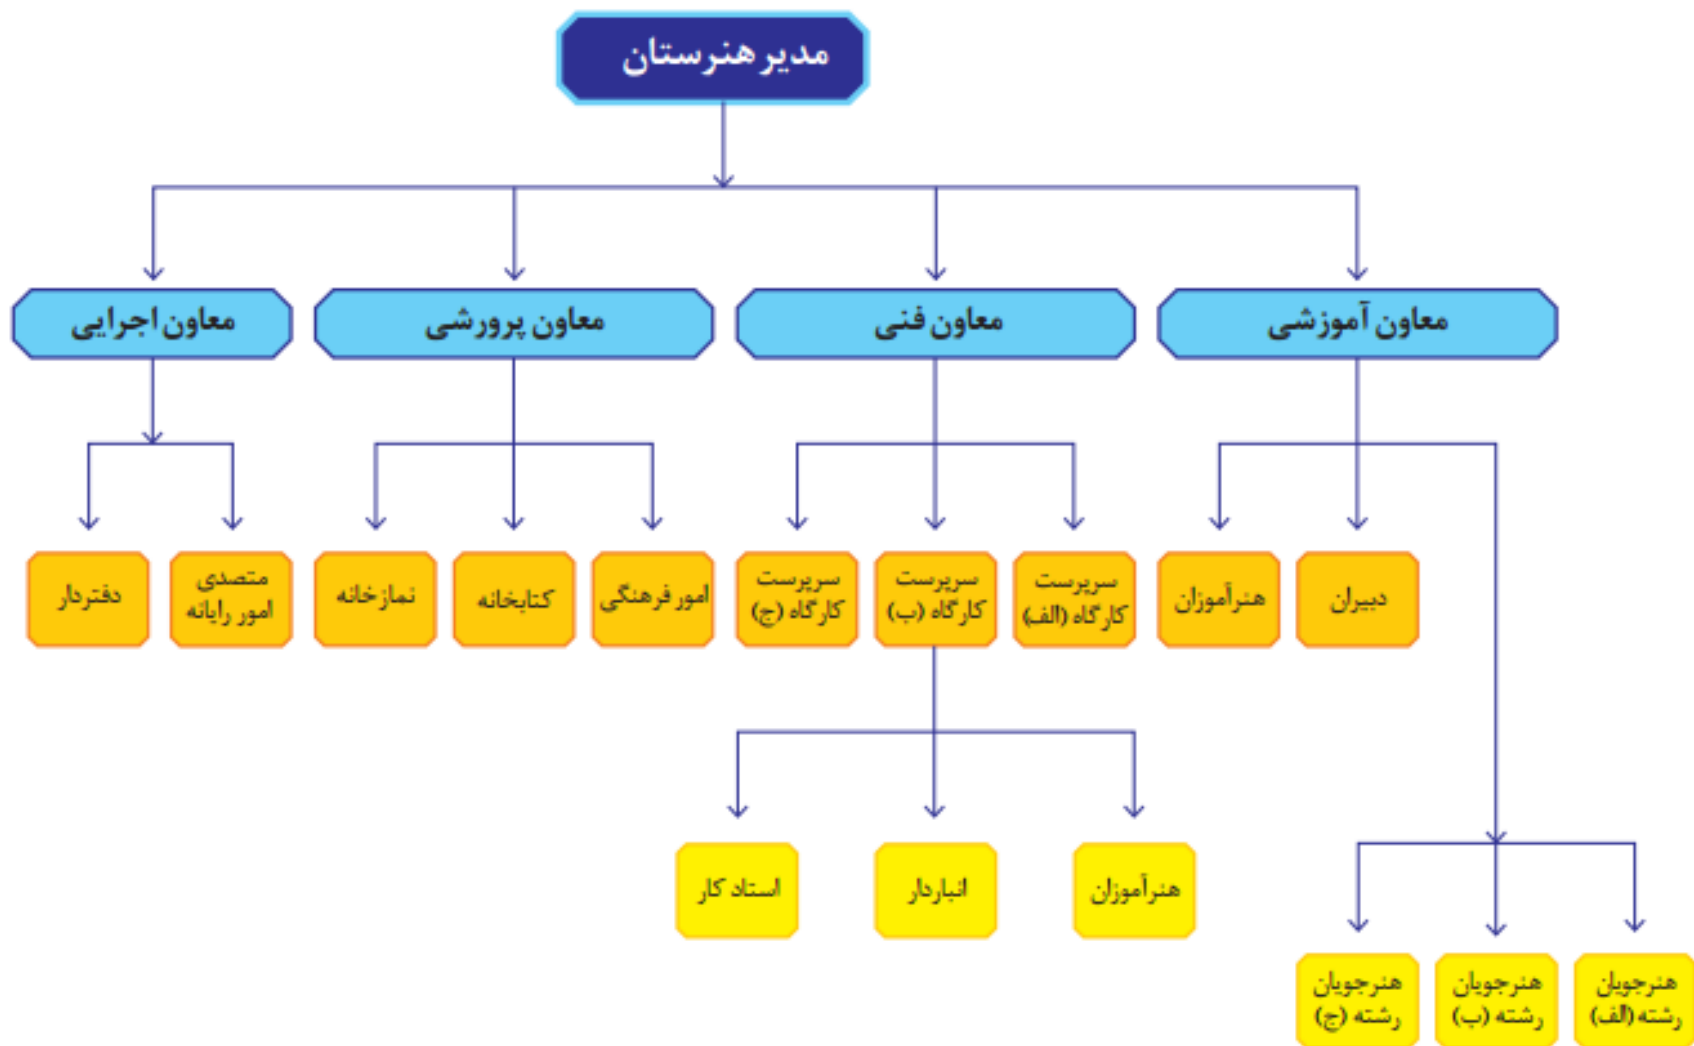 مدیر هنرستان
معاون آموزشی
معاون فنی
معاون پرورشی
معاون اجرایی
دبیران
هنرآموزان
سرپرست
کارگاه (الف)
سرپرست
کارگاه (ب)
سرپرست
کارگاه (ج)
امور فرهنگی
کتابخانه
نمازخانه
متصدی
امور رایانه
دفتردار
هنرآموزان
انباردار
استاد کار
هنرجویان
رشته (الف)
هنرجویان
رشته (ب)
هنرجویان
رشته (ج)